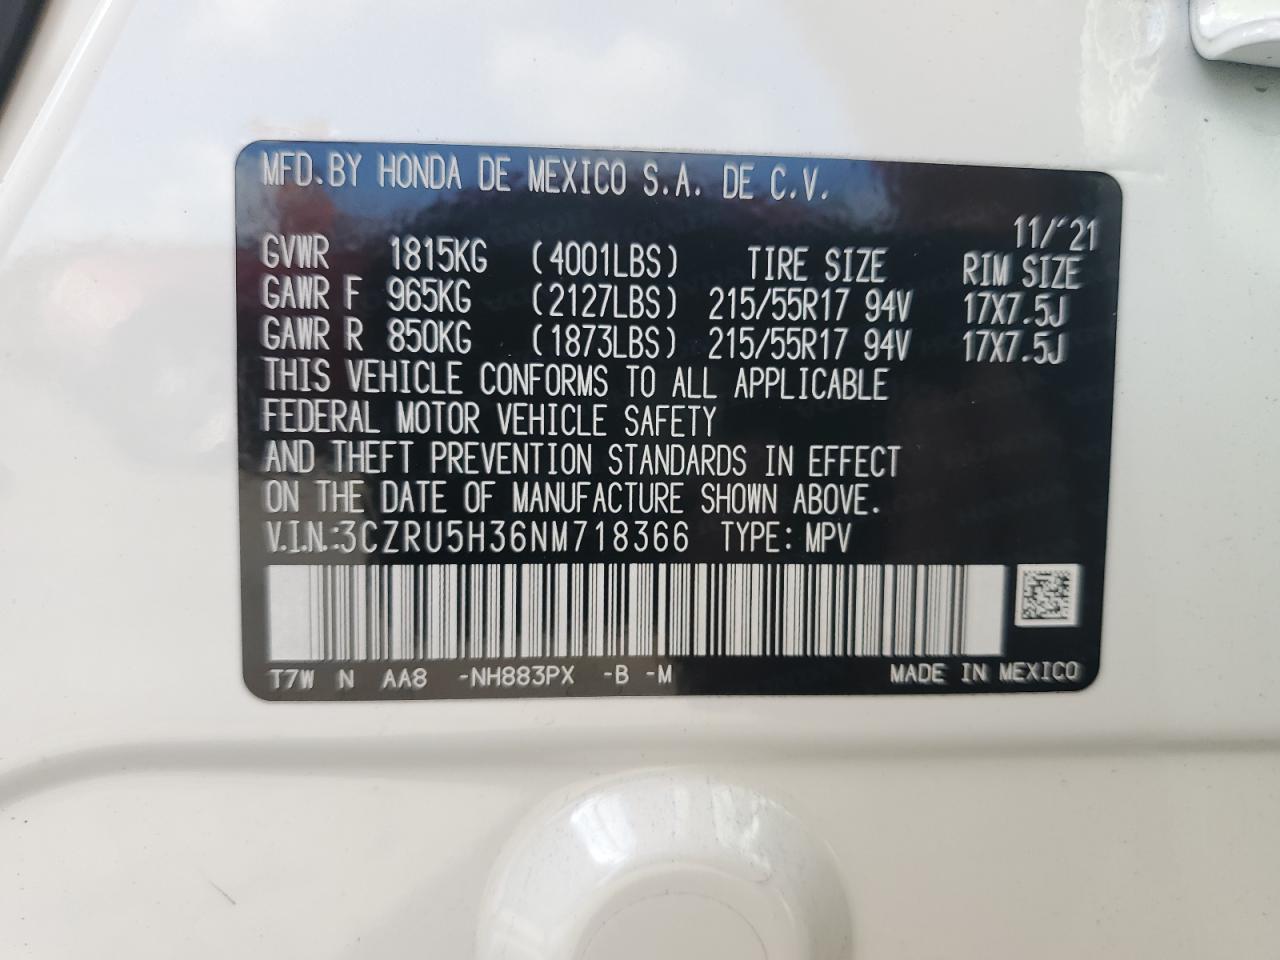 MFD.BY HONDA DE MEXICO S.A. DE C.V.
11/'21
GVWR 1815KG (4001LBS) TIRE SIZE RIM SIZE
GAWR F 965KG (2127LBS) 215/55R17 94V 17X7.5J
GAWR R 850KG (1873LBS) 215/55R17 94V 17X7.5J
THIS VEHICLE CONFORMS TO ALL APPLICABLE
FEDERAL MOTOR VEHICLE SAFETY
AND THEFT PREVENTION STANDARDS IN EFFECT
ON THE DATE OF MANUFACTURE SHOWN ABOVE.
V.I.N.:3CZRU5H36NM718366 TYPE: MPV
T7W N AA8 -NH883PX -B -M MADE IN MEXICO